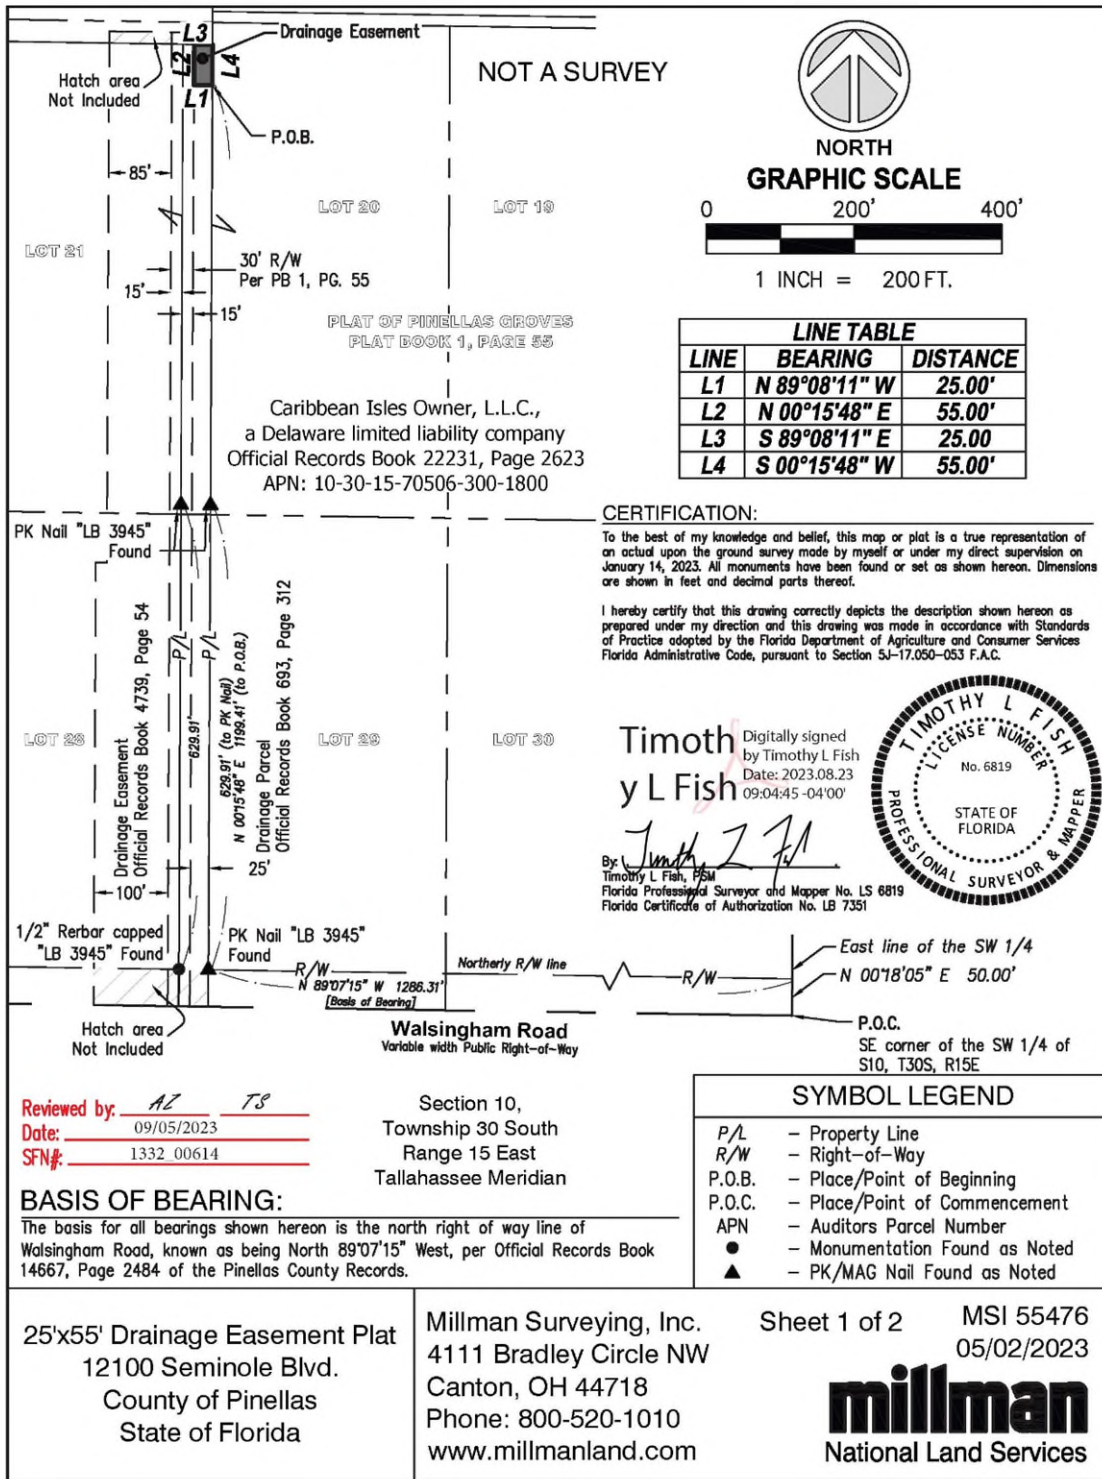 L3
Drainage Easement
L2
L4
L1
Hatch area
Not Included
P.O.B.
NOT A SURVEY
NORTH
GRAPHIC SCALE
0 200' 400'
1 INCH = 200 FT.
85'
LOT 21
LOT 20
LOT 19
30' R/W
Per PB 1, PG. 55
15'
15'
PLAT OF PINELLAS GROVES
PLAT BOOK 1, PAGE 55
LINE TABLE
LINE BEARING DISTANCE
L1 N 89°08'11" W 25.00'
L2 N 00°15'48" E 55.00'
L3 S 89°08'11" E 25.00
L4 S 00°15'48" W 55.00'
Caribbean Isles Owner, L.L.C.,
a Delaware limited liability company
Official Records Book 22231, Page 2623
APN: 10-30-15-70506-300-1800
PK Nail "LB 3945"
Found
CERTIFICATION:
To the best of my knowledge and belief, this map or plat is a true representation of
an actual upon the ground survey made by myself or under my direct supervision on
January 14, 2023. All monuments have been found or set as shown hereon. Dimensions
are shown in feet and decimal parts thereof.
I hereby certify that this drawing correctly depicts the description shown hereon as
prepared under my direction and this drawing was made in accordance with Standards
of Practice adopted by the Florida Department of Agriculture and Consumer Services
Florida Administrative Code, pursuant to Section 5J-17.050-053 F.A.C.
Drainage Easement
Official Records Book 4739, Page 54
P/L
P/L
629.91'
629.91' (to PK Nail)
N 00°15'48" E 1199.41' (to P.O.B.)
Drainage Parcel
Official Records Book 693, Page 312
LOT 28
LOT 29
LOT 30
25'
100'
Timoth
y L Fish
Digitally signed
by Timothy L Fish
Date: 2023.08.23
09:04:45 -04'00'
By: Timothy L Fish
Timothy L Fish, PSM
Florida Professional Surveyor and Mapper No. LS 6819
Florida Certificate of Authorization No. LB 7351
TIMOTHY L FISH
LICENSE NUMBER
No. 6819
STATE OF
FLORIDA
PROFESSIONAL SURVEYOR & MAPPER
1/2" Rebar capped
"LB 3945" Found
PK Nail "LB 3945"
Found
R/W
N 89°07'15" W 1286.31'
[Basis of Bearing]
Northerly R/W line
R/W
East line of the SW 1/4
N 00°18'05" E 50.00'
P.O.C.
SE corner of the SW 1/4 of
S10, T30S, R15E
Hatch area
Not Included
Walsingham Road
Variable width Public Right-of-Way
Reviewed by: AZ TS
Date: 09/05/2023
SFN#: 1332_00614
Section 10,
Township 30 South
Range 15 East
Tallahassee Meridian
SYMBOL LEGEND
P/L – Property Line
R/W – Right-of-Way
P.O.B. – Place/Point of Beginning
P.O.C. – Place/Point of Commencement
APN – Auditors Parcel Number
● – Monumentation Found as Noted
▲ – PK/MAG Nail Found as Noted
BASIS OF BEARING:
The basis for all bearings shown hereon is the north right of way line of
Walsingham Road, known as being North 89°07'15" West, per Official Records Book
14667, Page 2484 of the Pinellas County Records.
25'x55' Drainage Easement Plat
12100 Seminole Blvd.
County of Pinellas
State of Florida
Millman Surveying, Inc.
4111 Bradley Circle NW
Canton, OH 44718
Phone: 800-520-1010
www.millmanland.com
Sheet 1 of 2
MSI 55476
05/02/2023
millman
National Land Services